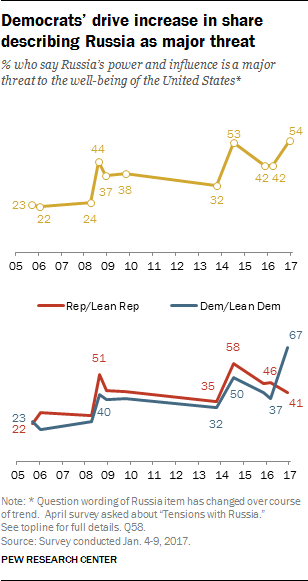 Democrats' drive increase in share
describing Russia as major threat
% who say Russia's power and influence is a major
threat to the well-being of the United States*
23
22
24
44
37
38
32
53
42
42
54
05 06 07 08 09 10 11 12 13 14 15 16 17
Rep/Lean Rep Dem/Lean Dem
23
22
51
40
35
32
58
50
46
37
67
41
05 06 07 08 09 10 11 12 13 14 15 16 17
Note: * Question wording of Russia item has changed over course
of trend. April survey asked about "Tensions with Russia."
See topline for full details. Q58.
Source: Survey conducted Jan. 4-9, 2017.
PEW RESEARCH CENTER